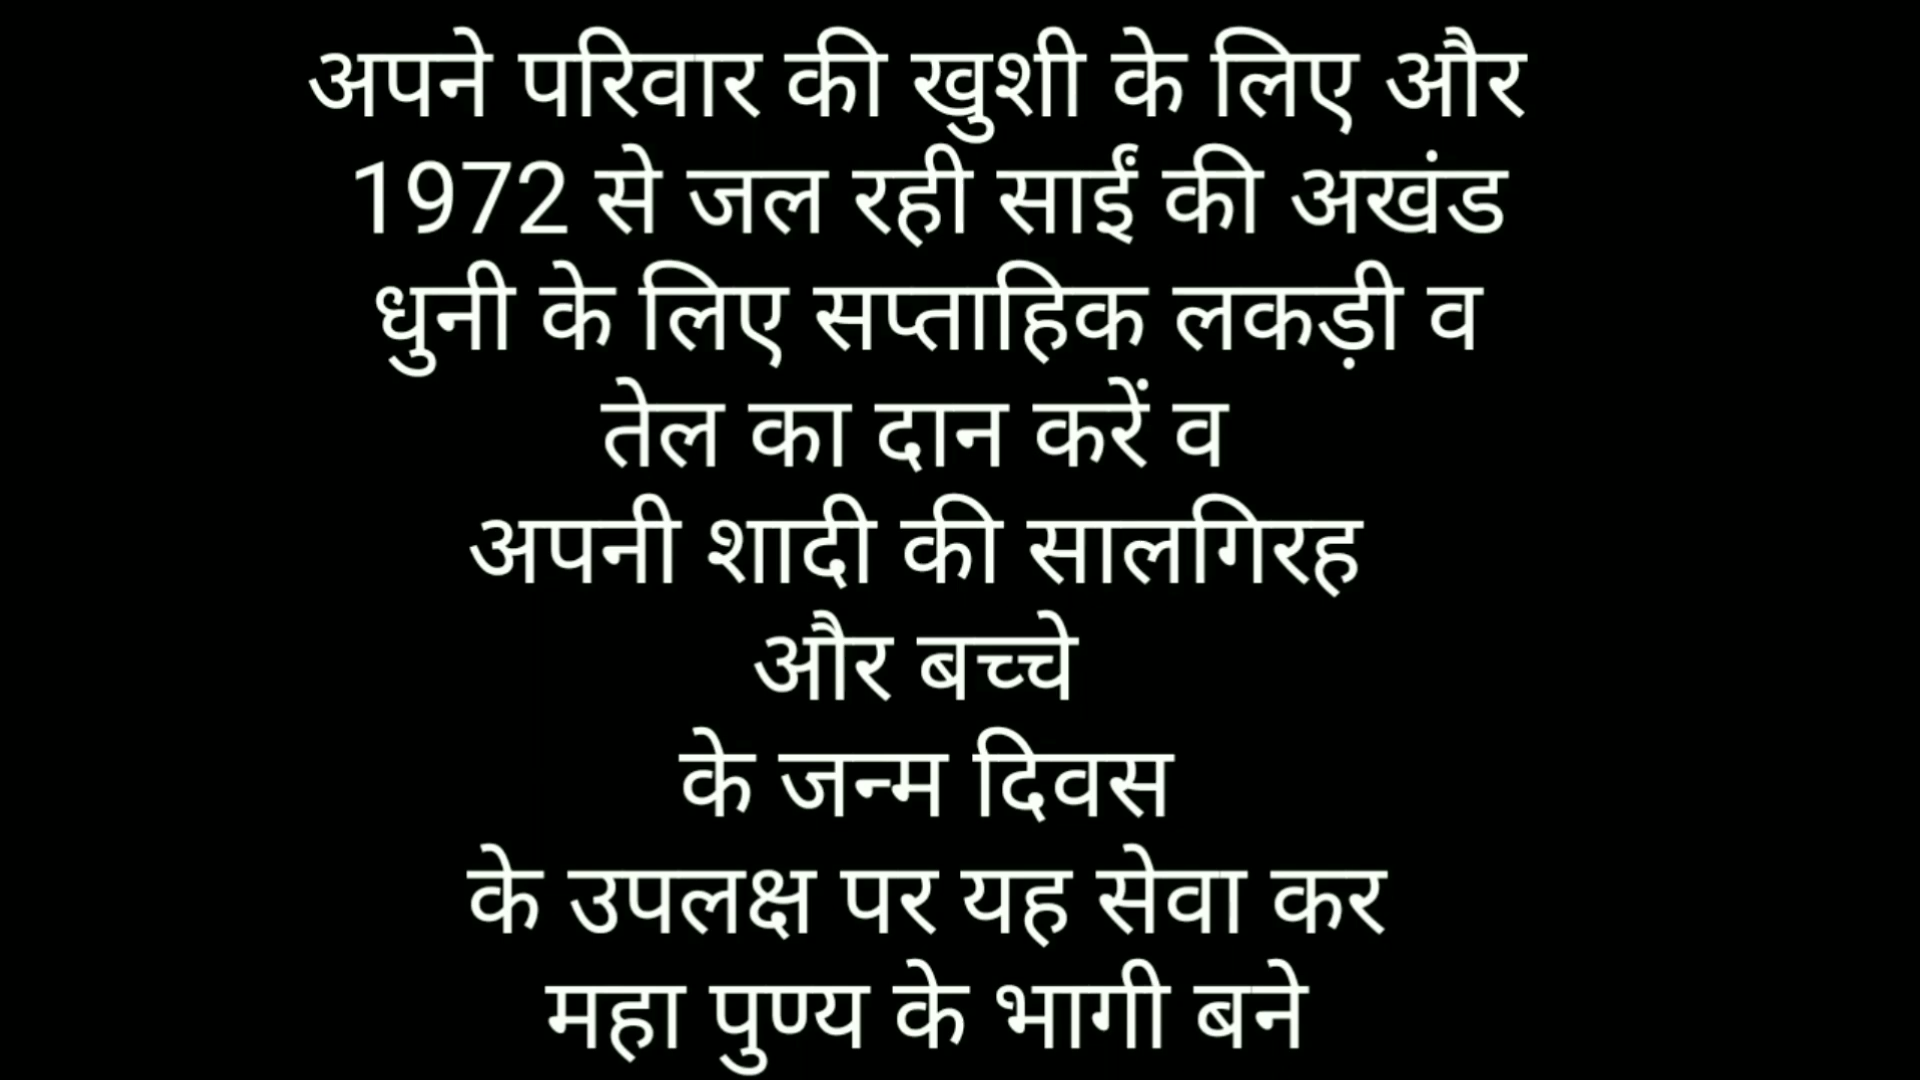 अपने परिवार की खुशी के लिए और
1972 से जल रही साईं की अखंड
धुनी के लिए सप्ताहिक लकड़ी व
तेल का दान करें व
अपनी शादी की सालगिरह
और बच्चे
के जन्म दिवस
के उपलक्ष पर यह सेवा कर
महा पुण्य के भागी बने